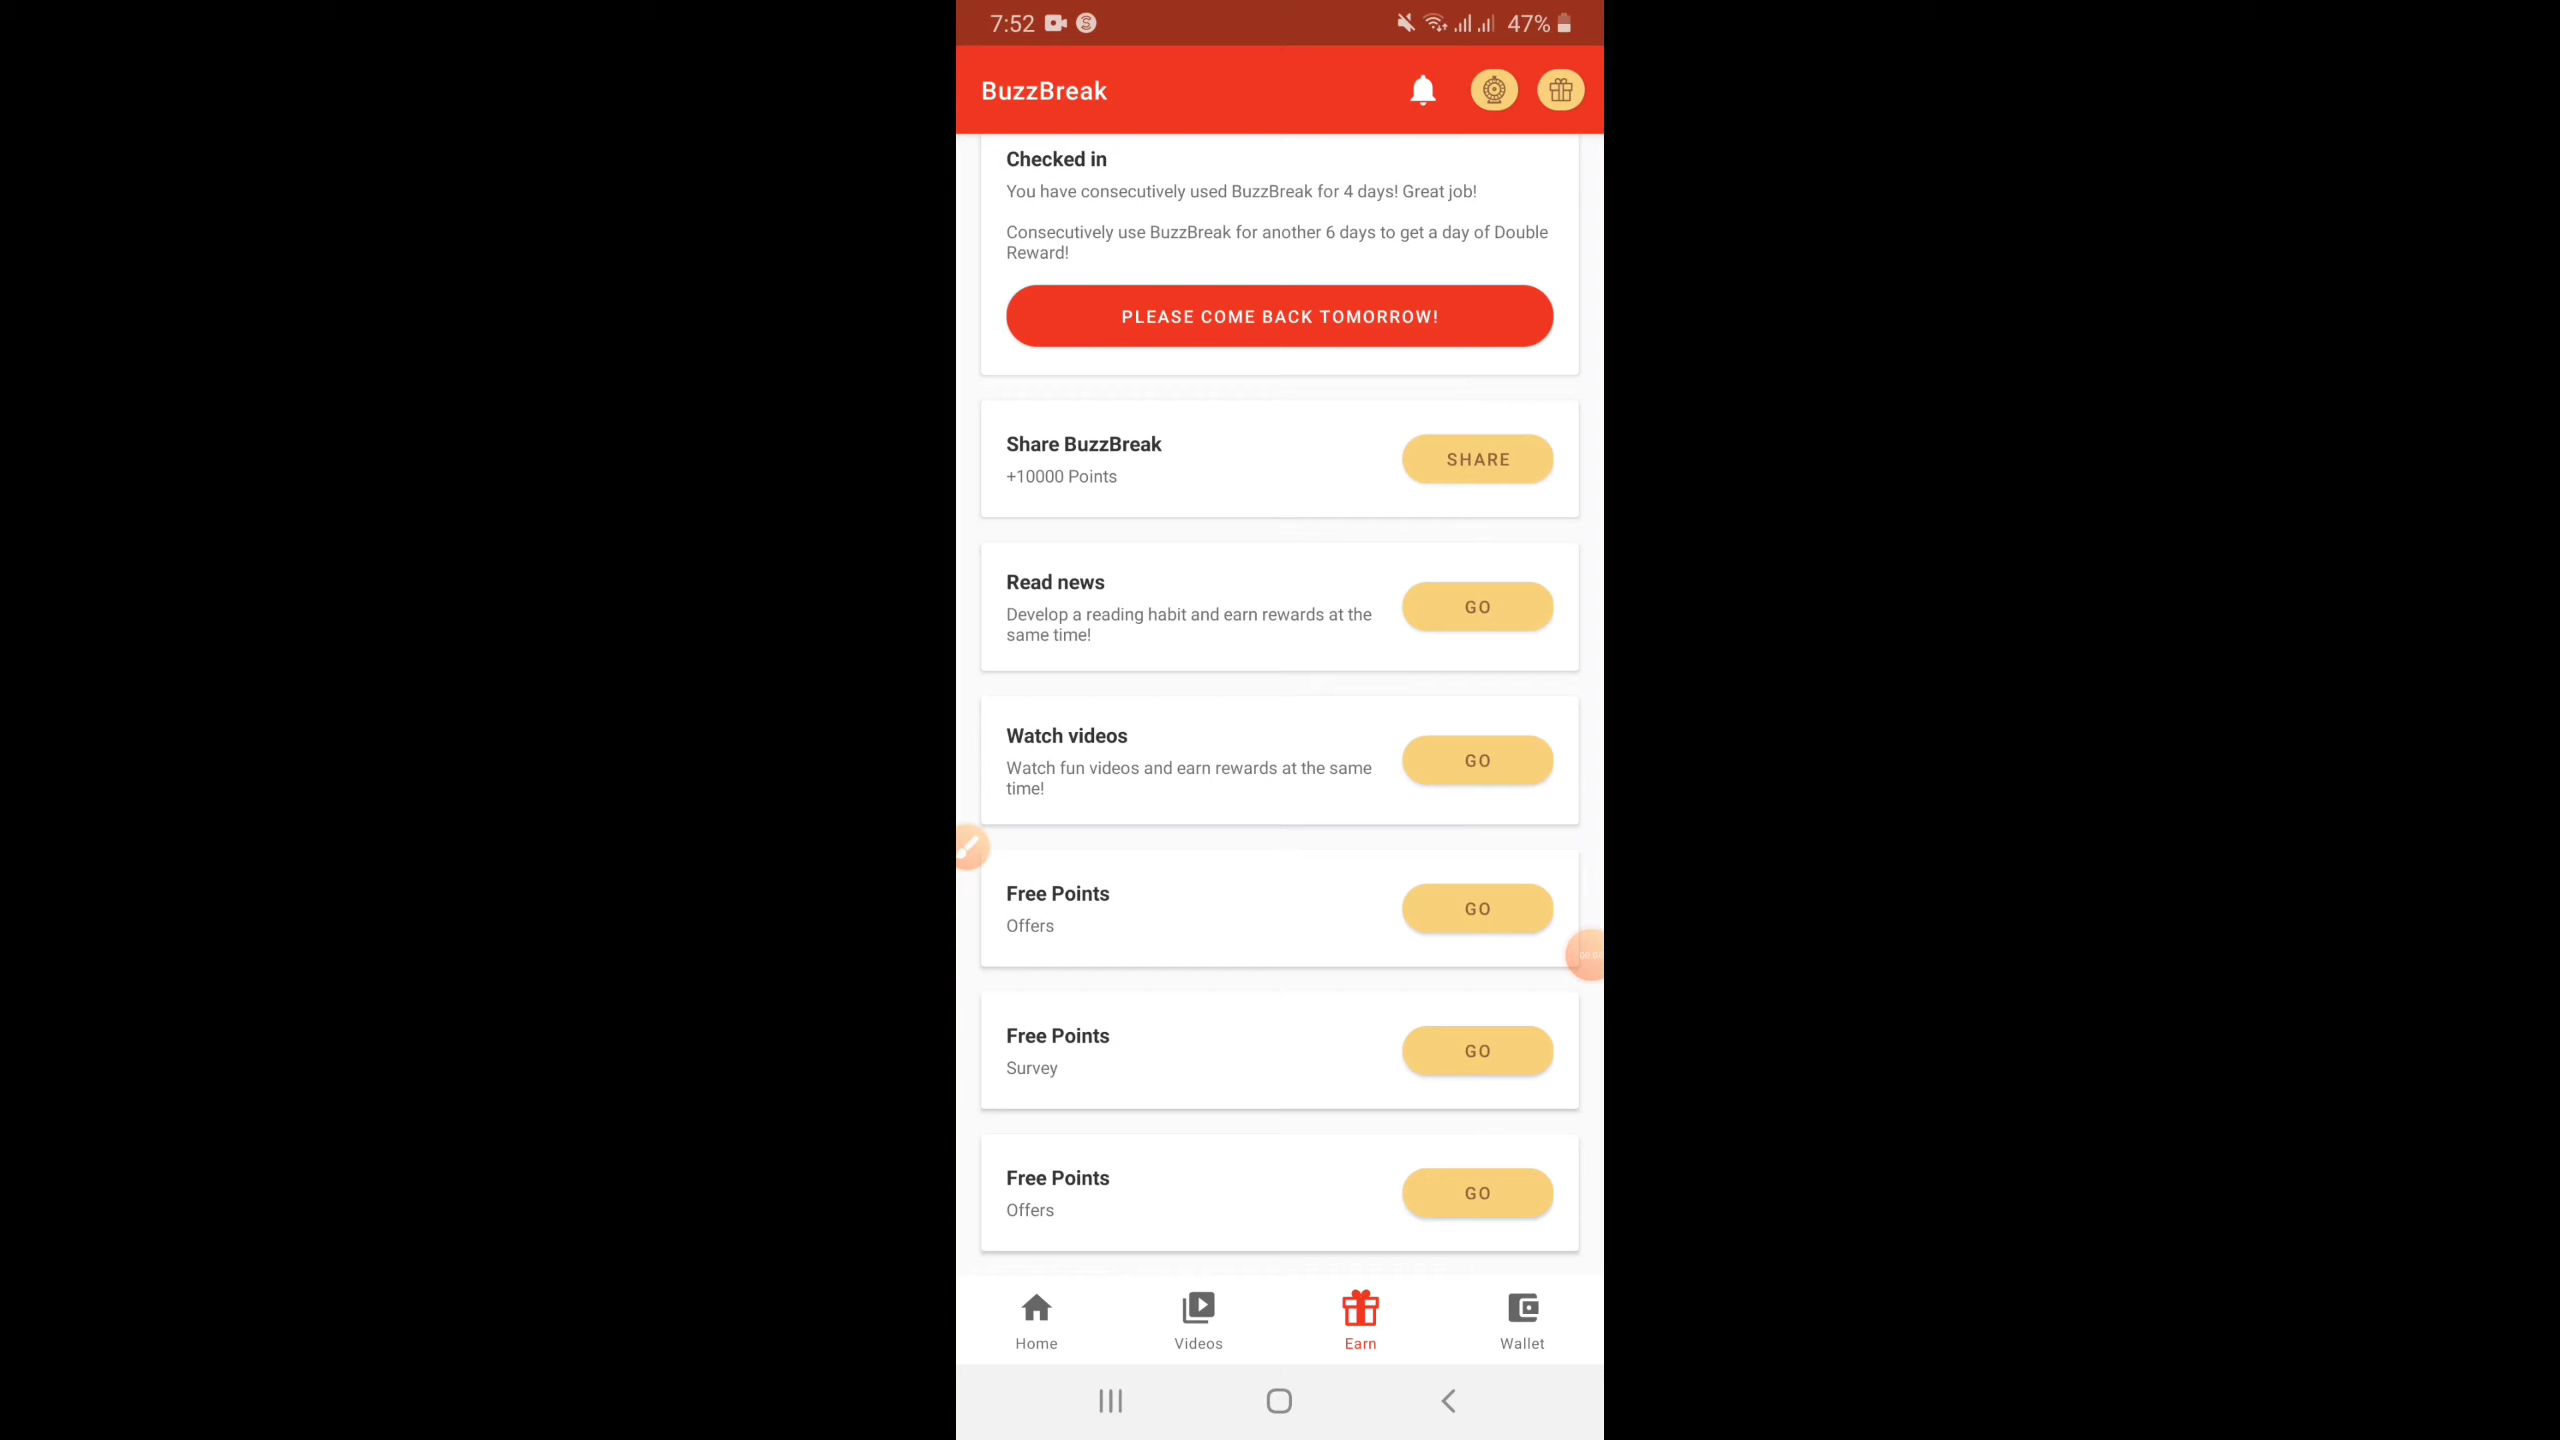 7:52
47%
BuzzBreak
Checked in
You have consecutively used BuzzBreak for 4 days! Great job!
Consecutively use BuzzBreak for another 6 days to get a day of Double
Reward!
PLEASE COME BACK TOMORROW!
Share BuzzBreak
+10000 Points
SHARE
Read news
Develop a reading habit and earn rewards at the
same time!
GO
Watch videos
Watch fun videos and earn rewards at the same
time!
GO
Free Points
Offers
GO
Free Points
Survey
GO
Free Points
Offers
GO
Home
Videos
Earn
Wallet